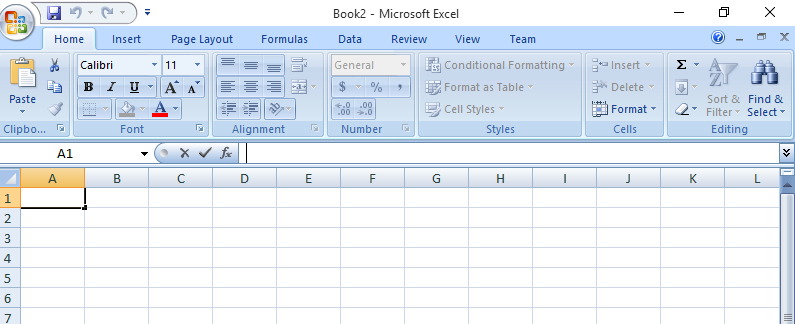 Book2 - Microsoft Excel
Home Insert Page Layout Formulas Data Review View Team
Calibri 11 General Conditional Formatting Insert Σ
Paste B I U A A $ % , Format as Table Delete Sort & Find &
A .00 .0 Cell Styles Format Filter Select
Clipbo... Font Alignment Number Styles Cells Editing
A1 fx
A B C D E F G H I J K L
1
2
3
4
5
6
7